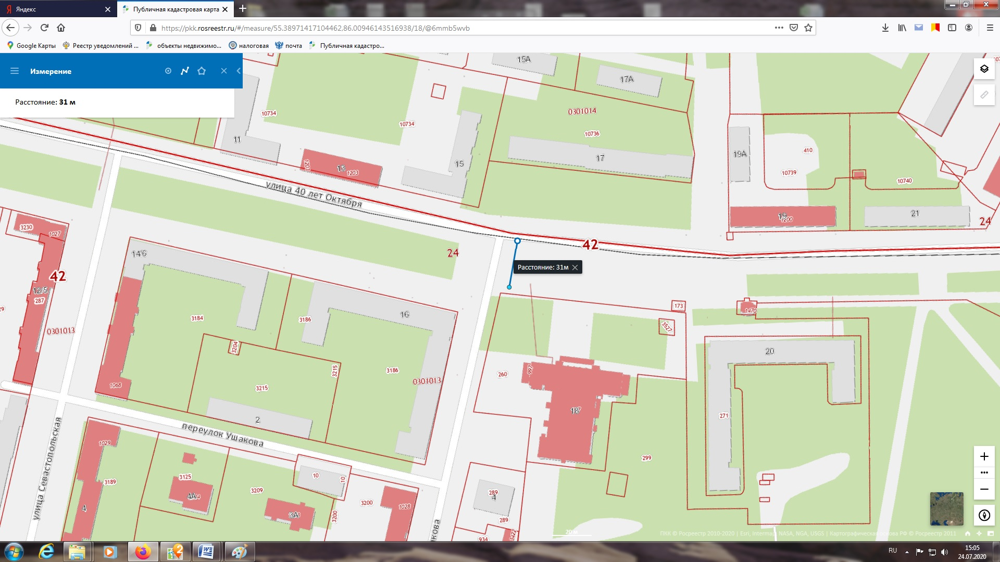 Яндекс
Публичная кадастровая карта
https://pkk.rosreestr.ru/#/measure/55.38971417104462,86.00946143516938/18/@6mmb5wvb
Google Карты
Реестр уведомлений ...
объекты недвижимо...
налоговая
почта
Публичная кадастро...
Измерение
Расстояние: 31 м
15А
17А
0301014
10734
10734
10736
11
15
17
19А
410
10739
10740
1203
13
1203
улица 40 лет Октября
19
1200
21
24
3230
1027
42
24
14/6
Расстояние: 31м
42
12/5
287
29
0301013
3184
3186
16
173
1470
3527
3204
20
3215
3186
260
997
0301013
1068
3215
18
271
2
переулок Ушакова
улица Севастопольская
1029
299
3125
10
10
3189
3209
289
4
4А
3200
1028
4
3А
3200
289
934
20 м
ПКК © Росреестр 2010-2020 | Esri, Intermap, NASA, NGA, USGS | Картографическая основа РФ © Росреестр 2011
RU
15:05
24.07.2020